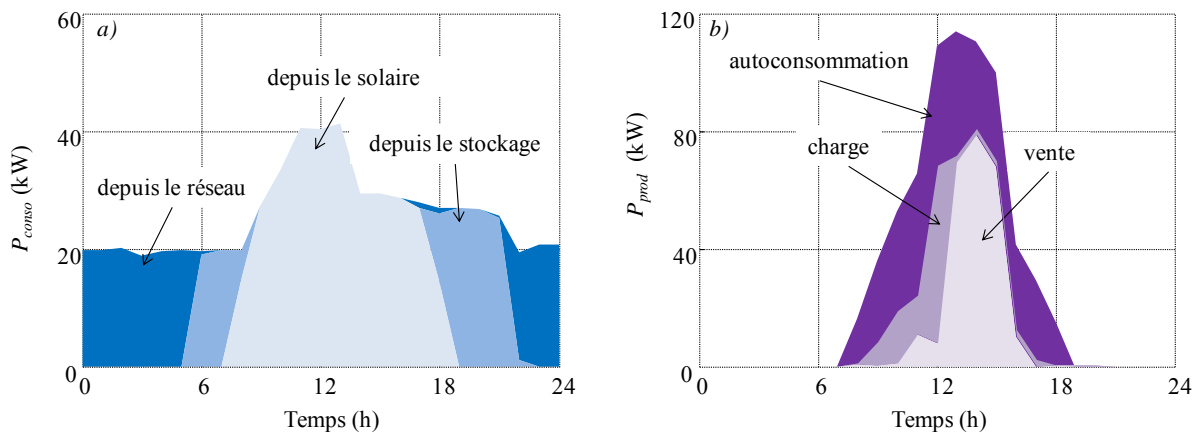 a)
60
40
20
0
P_conso (kW)
depuis le solaire
depuis le stockage
depuis le réseau
0 6 12 18 24
Temps (h)
b)
120
80
40
0
P_prod (kW)
autoconsommation
charge
vente
0 6 12 18 24
Temps (h)